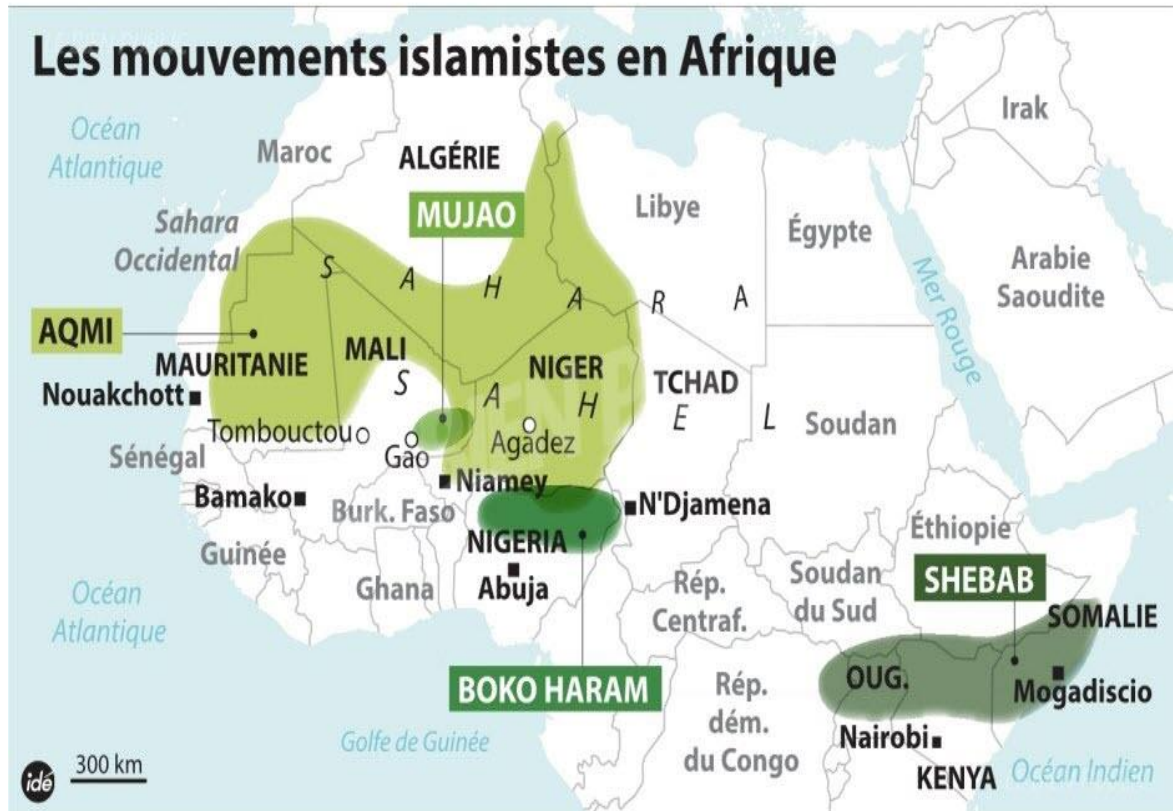 Les mouvements islamistes en Afrique
Océan
Atlantique
Maroc
ALGÉRIE
MUJAO
Libye
Égypte
Irak
Arabie
Saoudite
Mer Rouge
Sahara
Occidental
S A H A R A
AQMI
MAURITANIE
MALI
NIGER
TCHAD
S A H E L
Soudan
Nouakchott
Tombouctou
Gao
Agadez
Sénégal
Bamako
Niamey
Burk. Faso
N'Djamena
NIGERIA
Abuja
Guinée
Ghana
Éthiopie
SHEBAB
SOMALIE
Rép.
Centraf.
Soudan
du Sud
Océan
Atlantique
BOKO HARAM
OUG.
Mogadiscio
Rép.
dém.
du Congo
Nairobi
KENYA
Golfe de Guinée
Océan Indien
idé
300 km